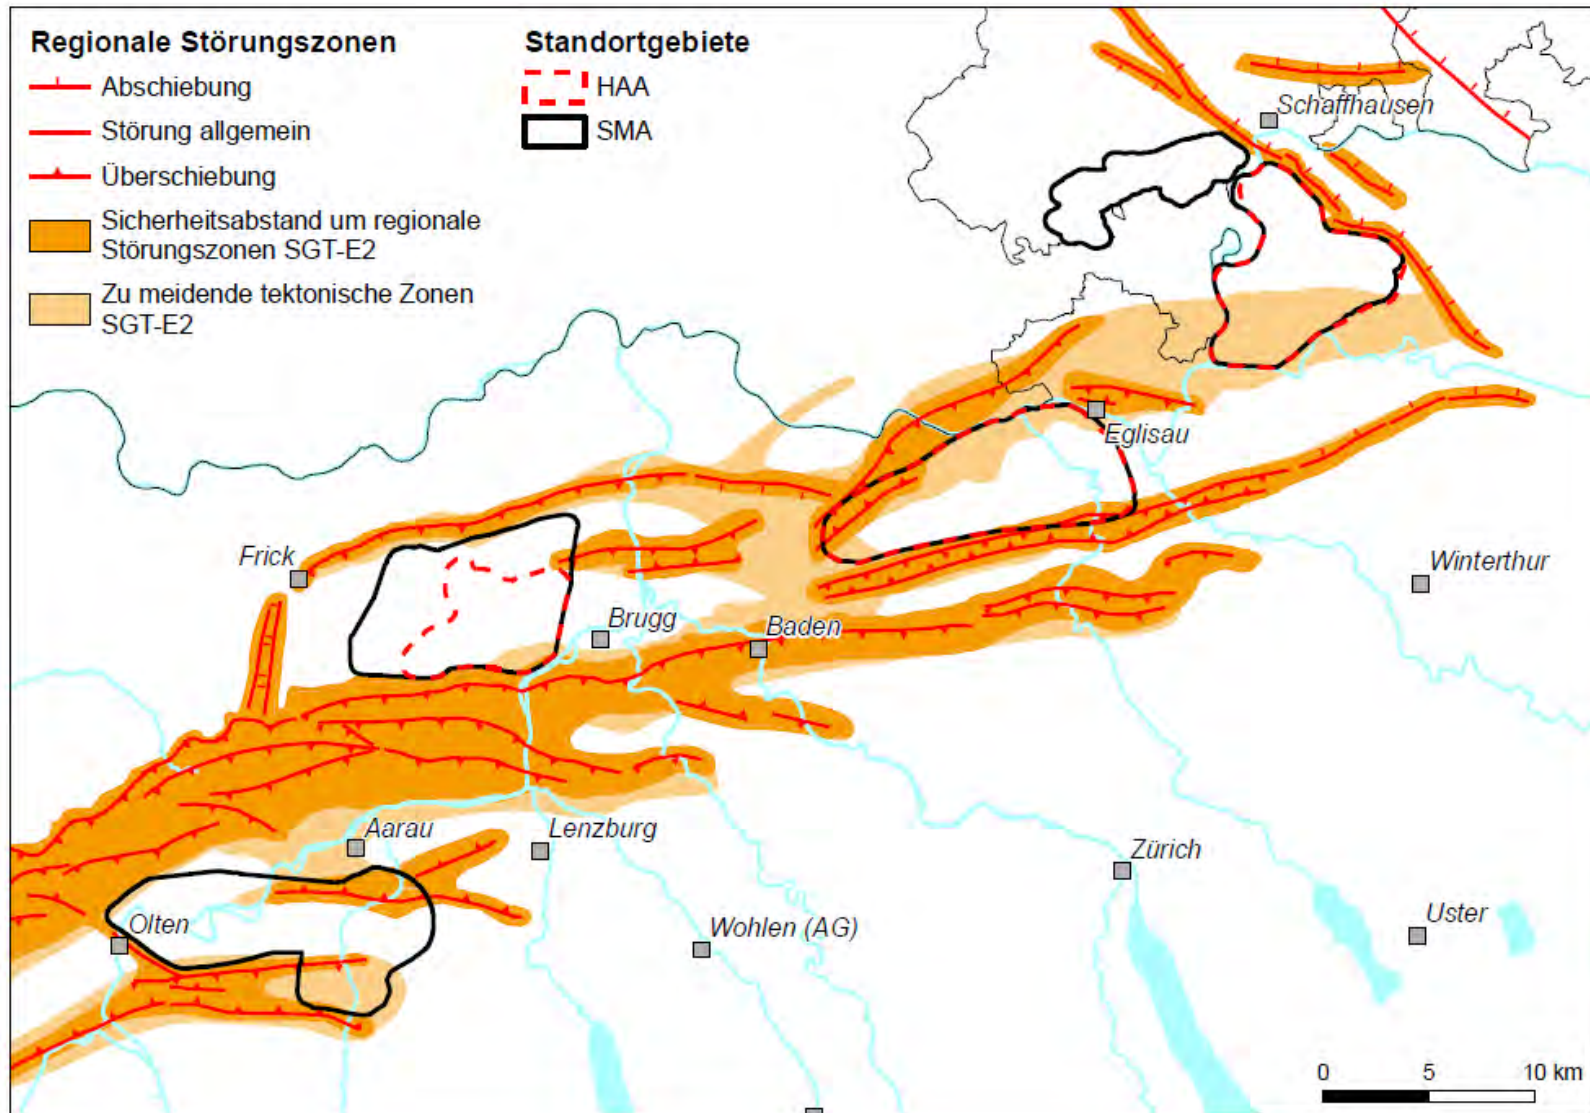 Regionale Störungszonen
Abschiebung
Störung allgemein
Überschiebung
Sicherheitsabstand um regionale
Störungszonen SGT-E2
Zu meidende tektonische Zonen
SGT-E2
Standortgebiete
HAA
SMA
Schaffhausen
Eglisau
Frick
Winterthur
Brugg
Baden
Aarau
Lenzburg
Zürich
Olten
Wohlen (AG)
Uster
0 5 10 km